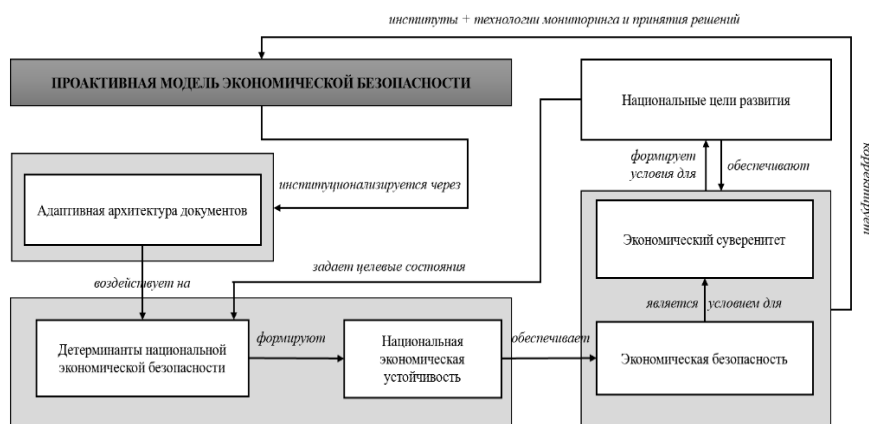 институты + технологии мониторинга и принятия решений
ПРОАКТИВНАЯ МОДЕЛЬ ЭКОНОМИЧЕСКОЙ БЕЗОПАСНОСТИ
Национальные цели развития
корректирует
формирует
условия для
обеспечивают
институционализируется через
Адаптивная архитектура документов
Экономический суверенитет
воздействует на
задает целевые состояния
является условием для
Детерминанты национальной
экономической безопасности
формируют
Национальная
экономическая
устойчивость
обеспечивает
Экономическая безопасность